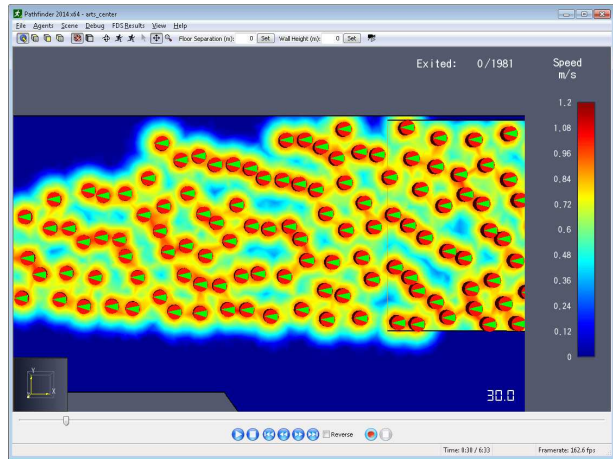 Pathfinder 2014 x64 - arts_center
File Agents Scene Debug FDS Results View Help
Floor Separation (m): 0 Set Wall Height (m): 0 Set
Exited: 0/1981
Speed
m/s
1.2
1.08
0.96
0.84
0.72
0.6
0.48
0.36
0.24
0.12
0
Y
X
30.0
Reverse
Time: 8:30 / 6:33 Framerate: 162.6 fps